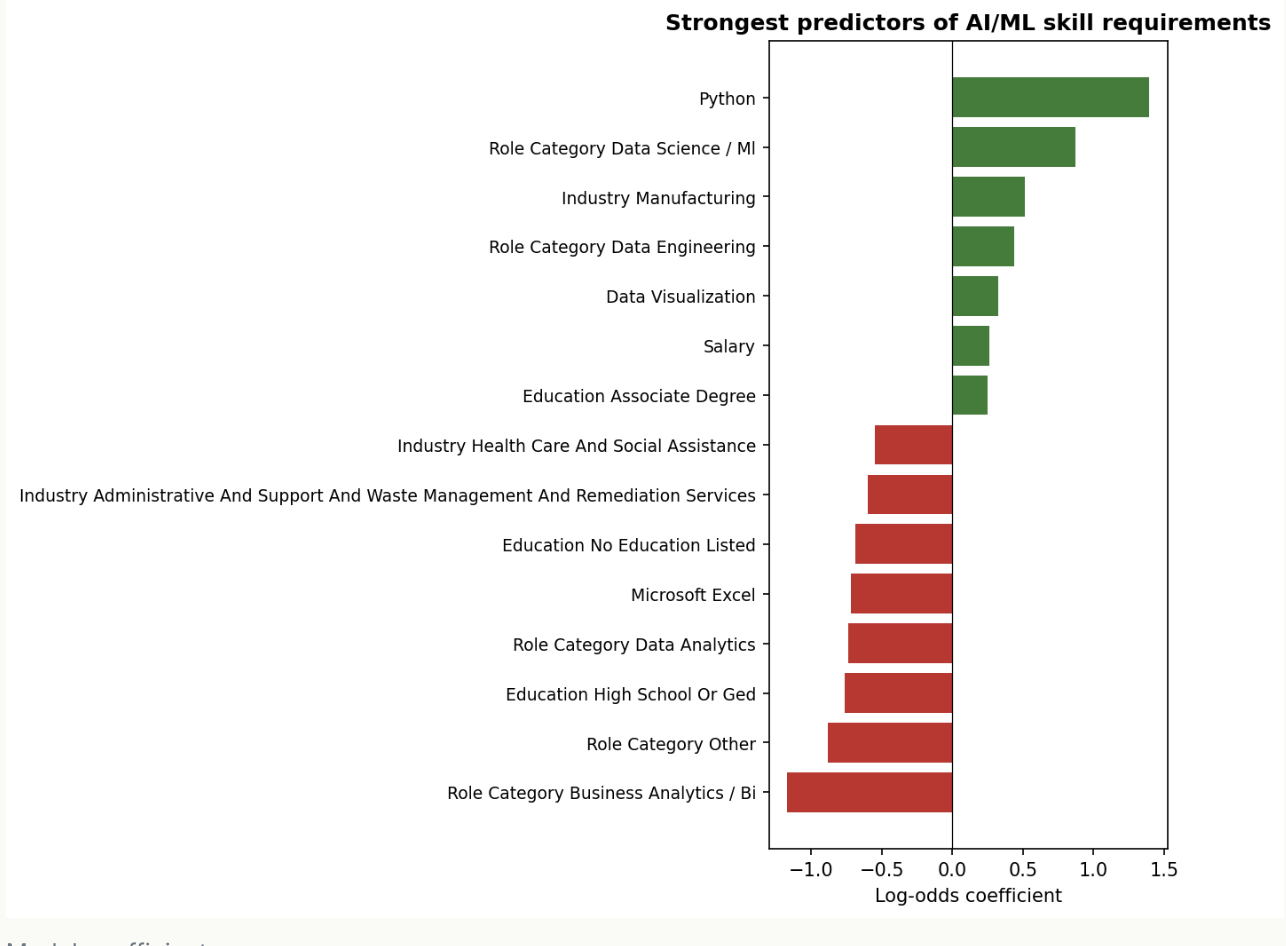 Strongest predictors of AI/ML skill requirements
Python
Role Category Data Science / Ml
Industry Manufacturing
Role Category Data Engineering
Data Visualization
Salary
Education Associate Degree
Industry Health Care And Social Assistance
Industry Administrative And Support And Waste Management And Remediation Services
Education No Education Listed
Microsoft Excel
Role Category Data Analytics
Education High School Or Ged
Role Category Other
Role Category Business Analytics / Bi
−1.0 −0.5 0.0 0.5 1.0 1.5
Log-odds coefficient